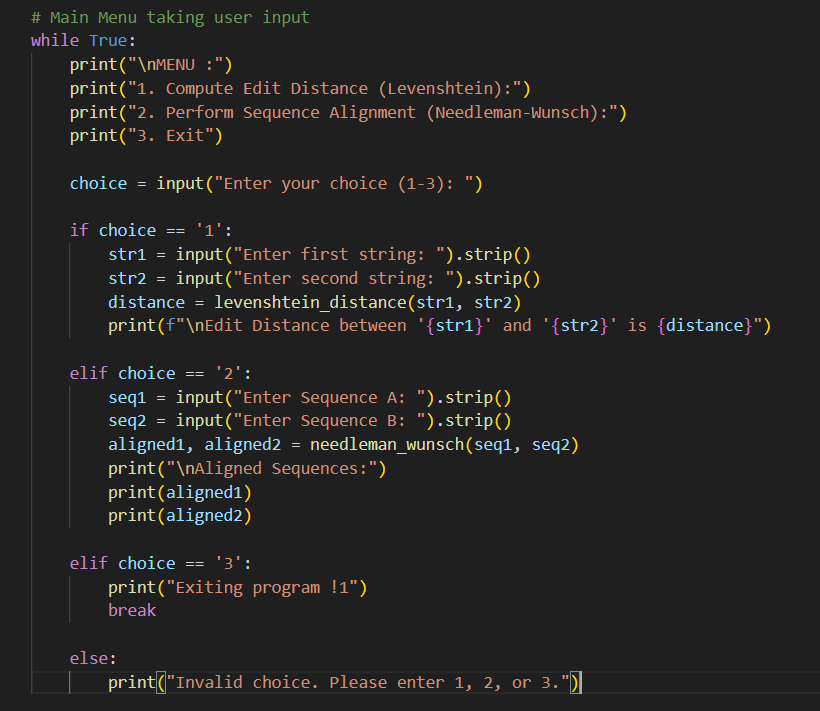 # Main Menu taking user input
while True:
    print("\nMENU :")
    print("1. Compute Edit Distance (Levenshtein):")
    print("2. Perform Sequence Alignment (Needleman-Wunsch):")
    print("3. Exit")
    choice = input("Enter your choice (1-3): ")
    if choice == '1':
        str1 = input("Enter first string: ").strip()
        str2 = input("Enter second string: ").strip()
        distance = levenshtein_distance(str1, str2)
        print(f"\nEdit Distance between '{str1}' and '{str2}' is {distance}")
    elif choice == '2':
        seq1 = input("Enter Sequence A: ").strip()
        seq2 = input("Enter Sequence B: ").strip()
        aligned1, aligned2 = needleman_wunsch(seq1, seq2)
        print("\nAligned Sequences:")
        print(aligned1)
        print(aligned2)
    elif choice == '3':
        print("Exiting program !1")
        break
    else:
        print("Invalid choice. Please enter 1, 2, or 3.")